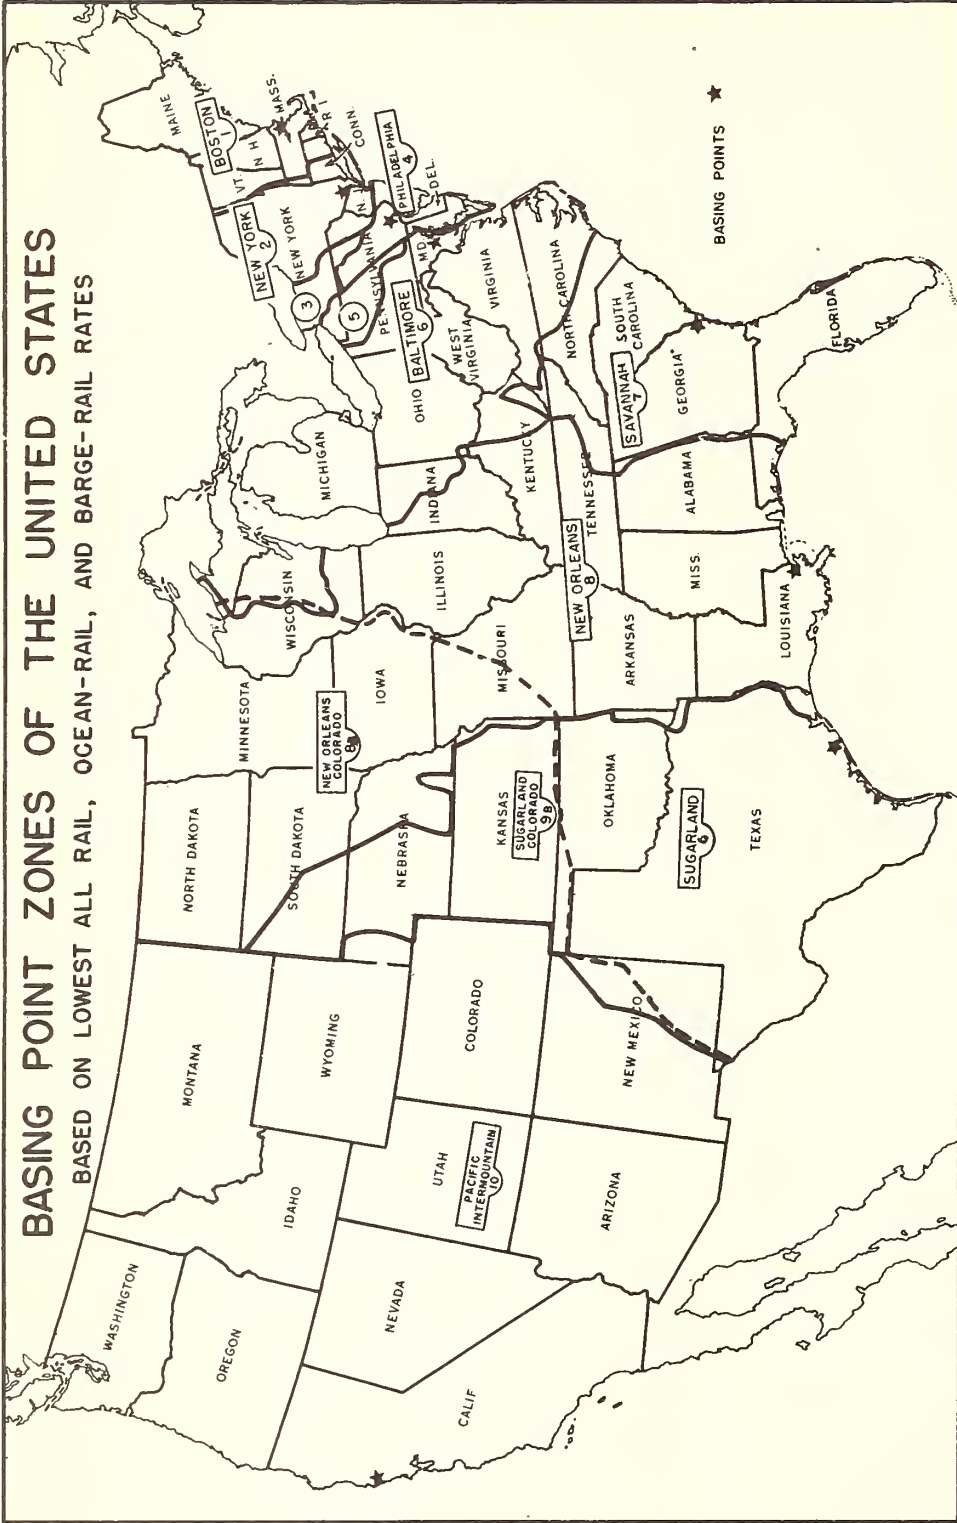 BASING POINT ZONES OF THE UNITED STATES
BASED ON LOWEST ALL RAIL, OCEAN-RAIL, AND BARGE-RAIL RATES
WASHINGTON
OREGON
CALIF
NEVADA
IDAHO
MONTANA
WYOMING
UTAH
PACIFIC
INTERMOUNTAIN
10
ARIZONA
COLORADO
NEW MEXICO
NORTH DAKOTA
SOUTH DAKOTA
NEBRASKA
KANSAS
SUGARLAND
COLORADO
9B
OKLAHOMA
SUGARLAND
6
TEXAS
MINNESOTA
NEW ORLEANS
COLORADO
8A
IOWA
MISSOURI
ARKANSAS
LOUISIANA
WISCONSIN
ILLINOIS
NEW ORLEANS
8
MISS.
MICHIGAN
INDIANA
KENTUCKY
TENNESSEE
ALABAMA
OHIO
WEST
VIRGINIA
VIRGINIA
NORTH CAROLINA
SOUTH
CAROLINA
SAVANNAH
7
GEORGIA
FLORIDA
MAINE
BOSTON
1
VT.
N H
MASS.
R I
CONN.
NEW YORK
2
NEW YORK
3
5
PENNSYLVANIA
N.J.
PHILADELPHIA
4
BALTIMORE
6
MD.
DEL.
BASING POINTS ★